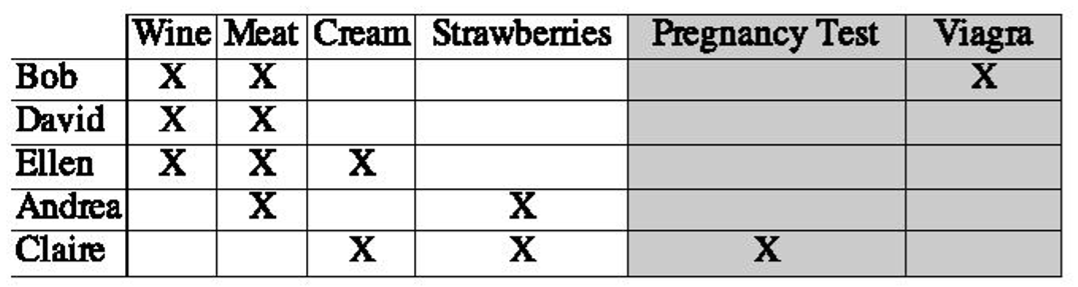 Wine Meat Cream Strawberries Pregnancy Test Viagra
Bob X X X
David X X
Ellen X X X
Andrea X X
Claire X X X